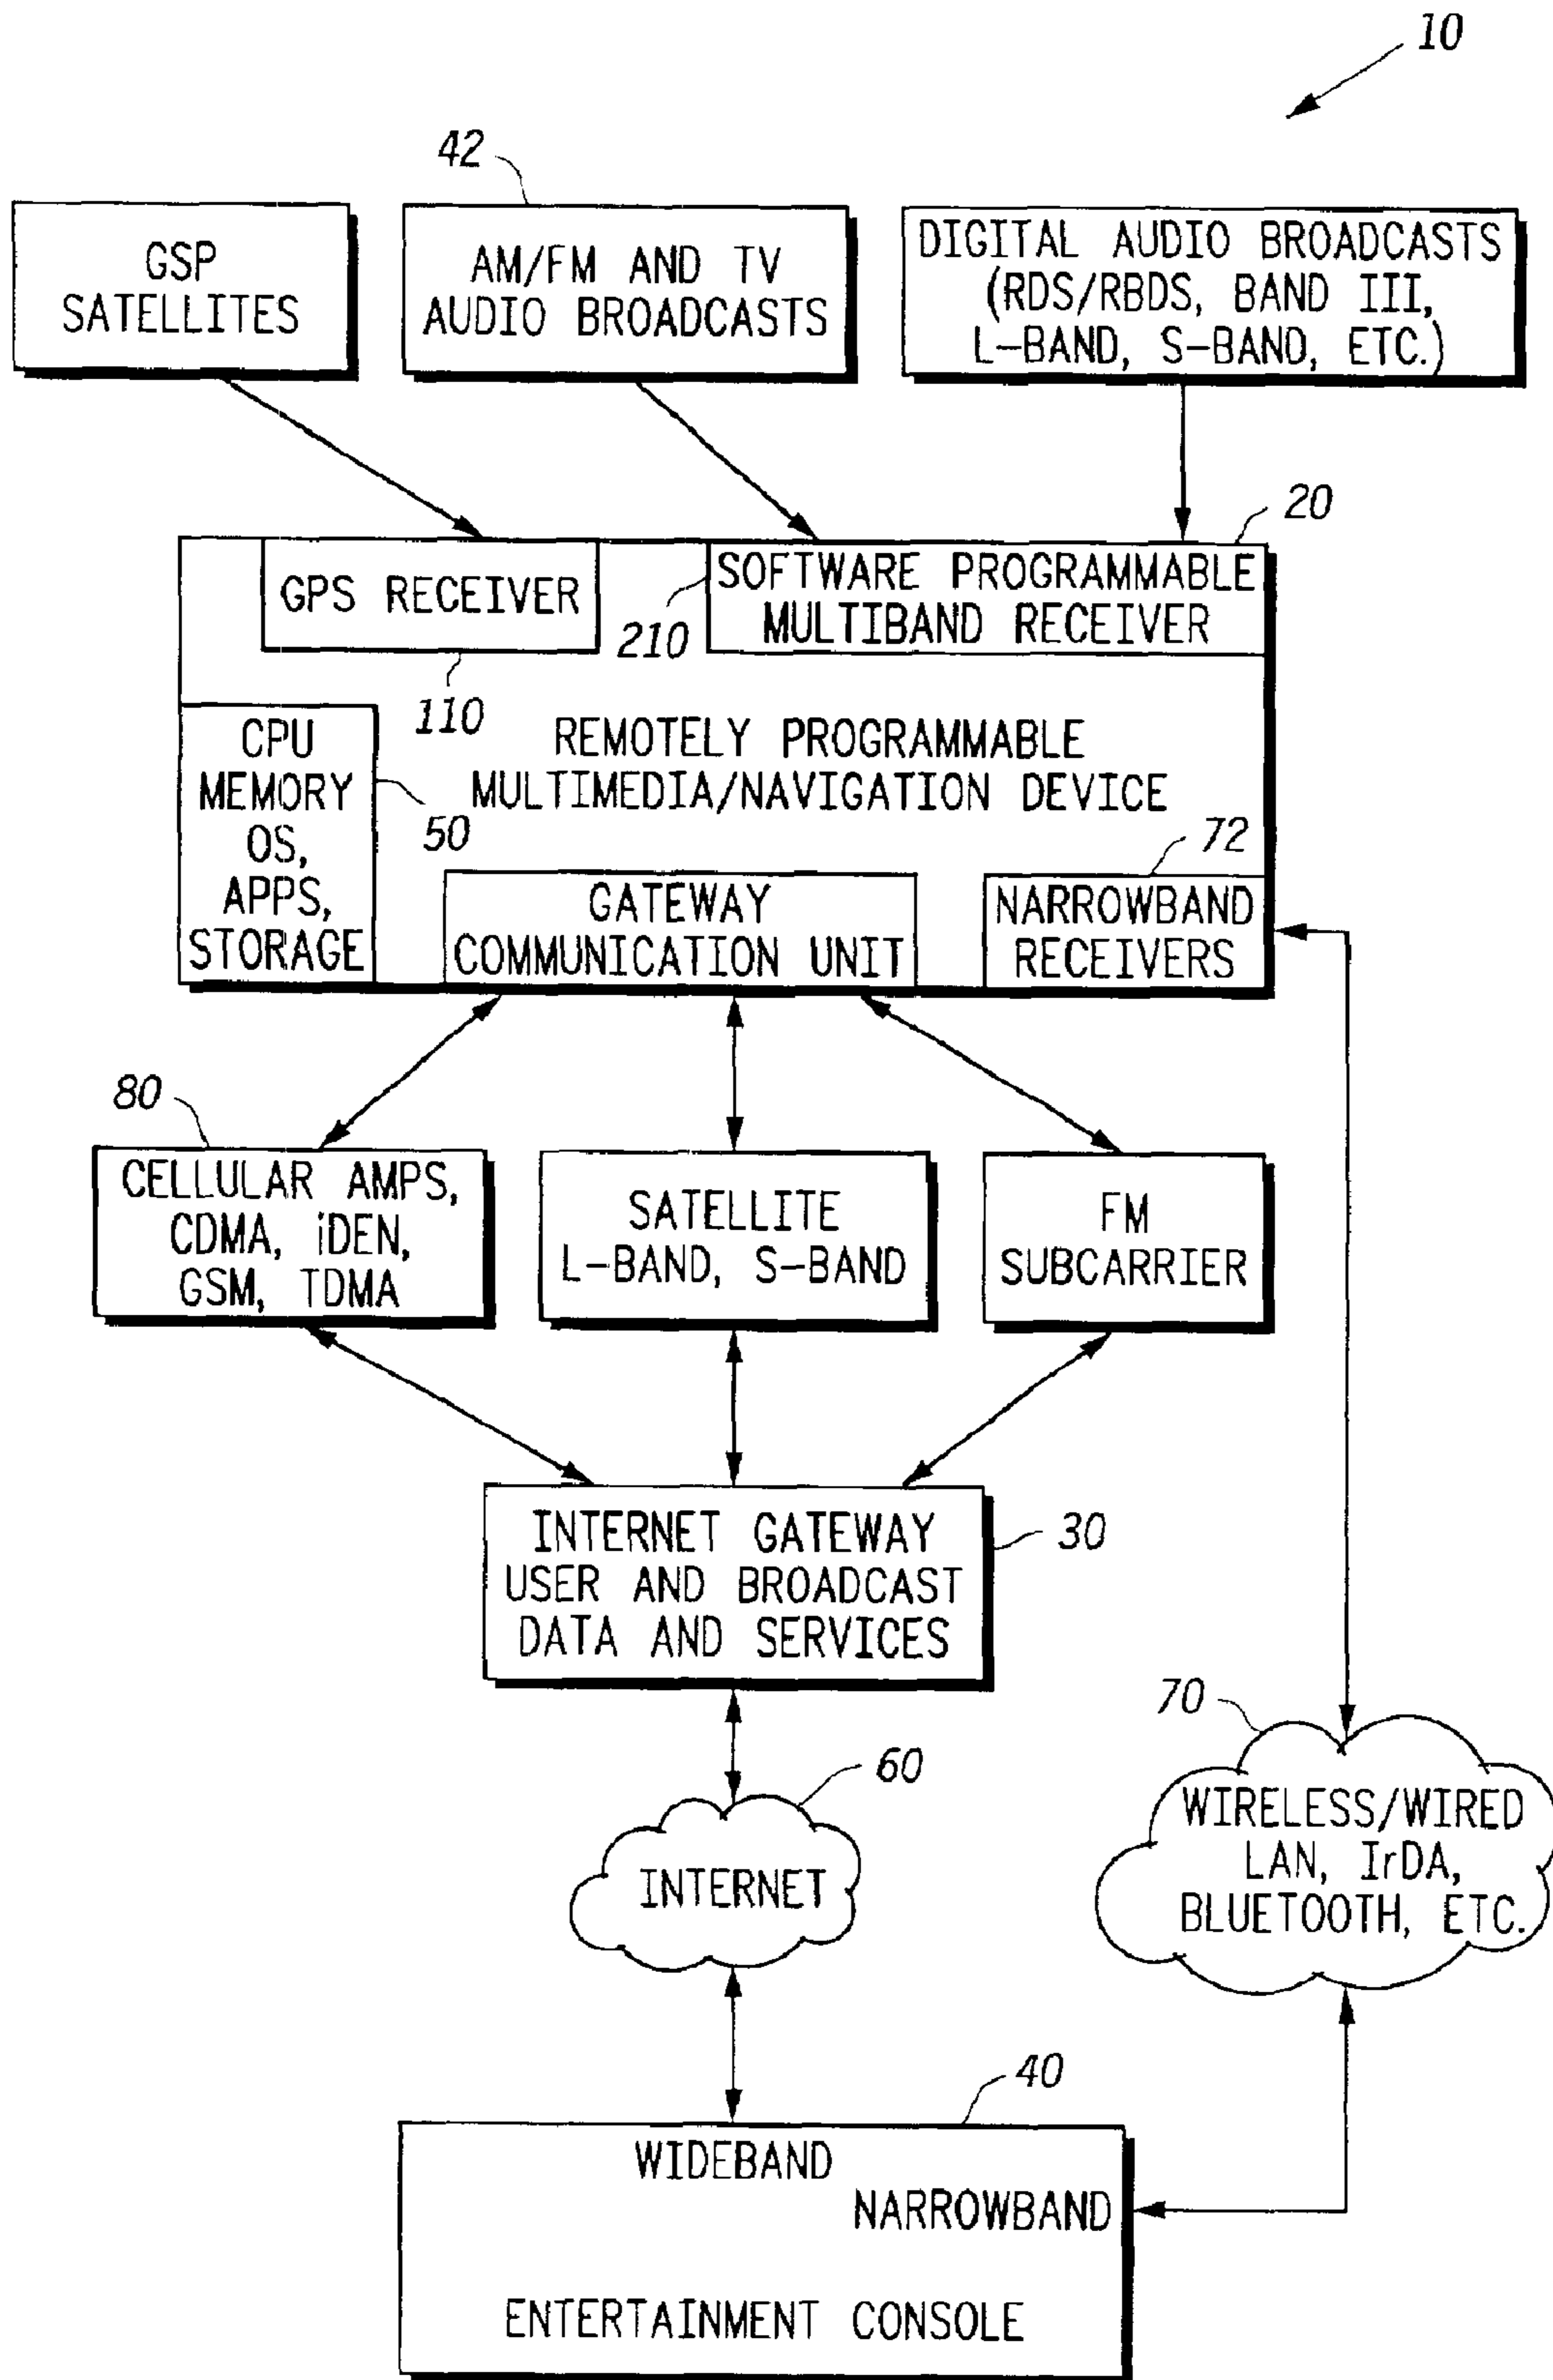 10
42
GSP
SATELLITES
AM/FM AND TV
AUDIO BROADCASTS
DIGITAL AUDIO BROADCASTS
(RDS/RBDS, BAND III,
L-BAND, S-BAND, ETC.)
20
GPS RECEIVER
110
210
SOFTWARE PROGRAMMABLE
MULTIBAND RECEIVER
CPU
MEMORY
OS,
APPS,
STORAGE
50
REMOTELY PROGRAMMABLE
MULTIMEDIA/NAVIGATION DEVICE
GATEWAY
COMMUNICATION UNIT
72
NARROWBAND
RECEIVERS
80
CELLULAR AMPS,
CDMA, iDEN,
GSM, TDMA
SATELLITE
L-BAND, S-BAND
FM
SUBCARRIER
INTERNET GATEWAY
USER AND BROADCAST
DATA AND SERVICES
30
60
INTERNET
70
WIRELESS/WIRED
LAN, IrDA,
BLUETOOTH, ETC.
40
WIDEBAND
NARROWBAND
ENTERTAINMENT CONSOLE